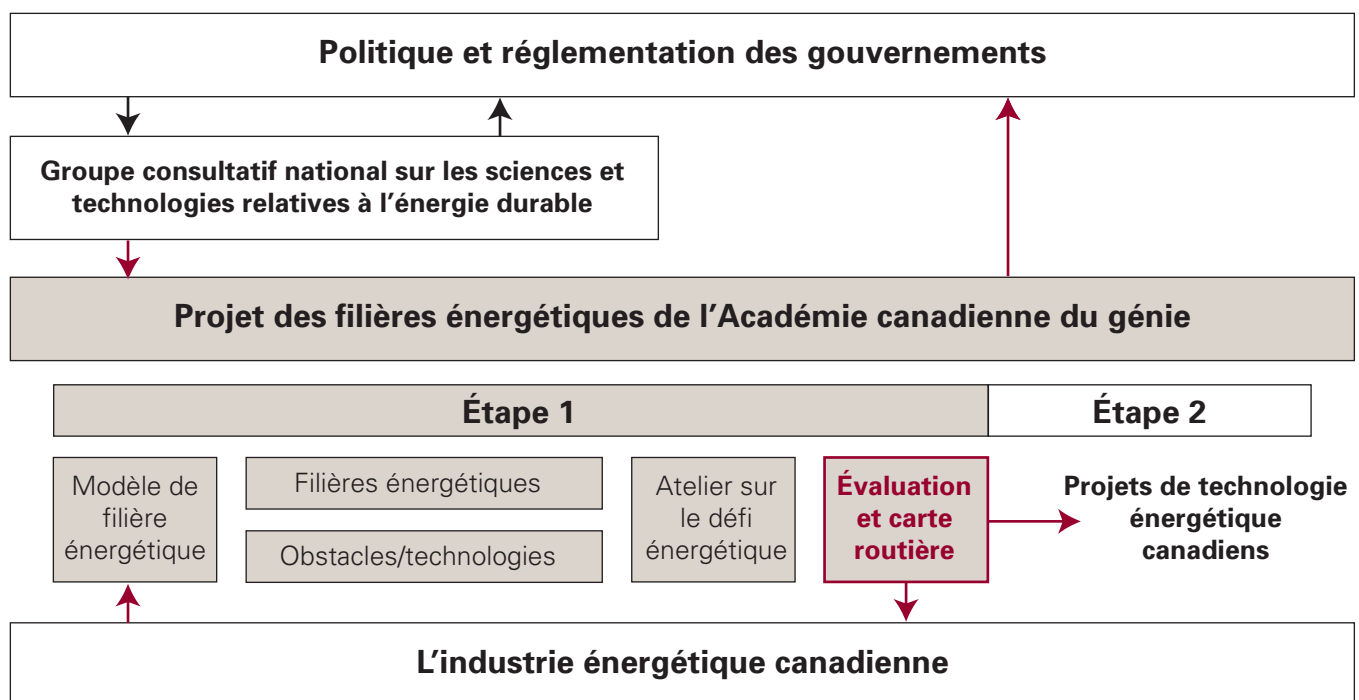 Politique et réglementation des gouvernements
Groupe consultatif national sur les sciences et
technologies relatives à l’énergie durable
Projet des filières énergétiques de l’Académie canadienne du génie
Étape 1
Étape 2
Modèle de
filière
énergétique
Filières énergétiques
Obstacles/technologies
Atelier sur
le défi
énergétique
Évaluation
et carte
routière
Projets de technologie
énergétique
canadiens
L’industrie énergétique canadienne